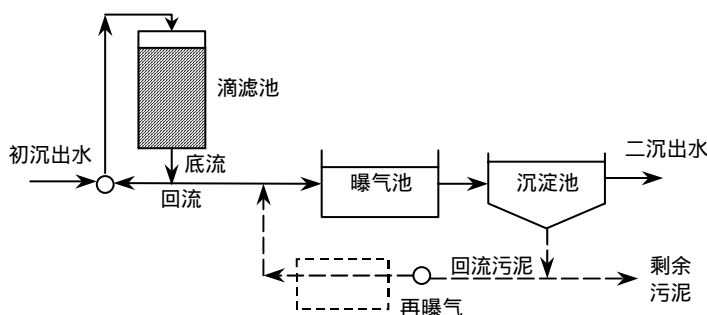 滴滤池
初沉出水
底流
回流
曝气池
沉淀池
二沉出水
回流污泥
剩余
污泥
再曝气